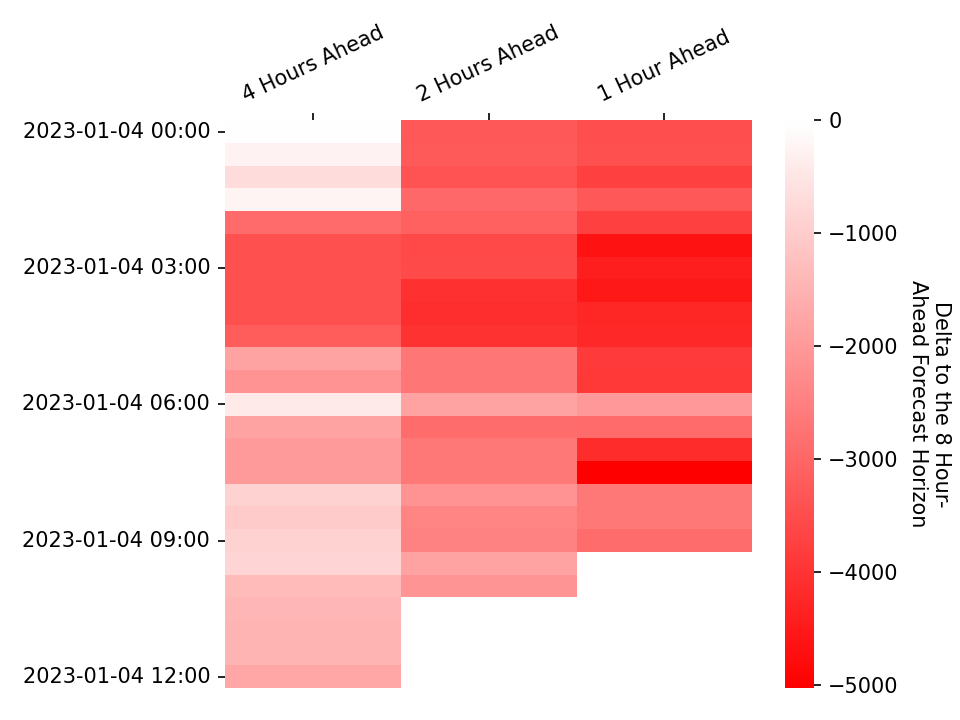 4 Hours Ahead
2 Hours Ahead
1 Hour Ahead
2023-01-04 00:00
2023-01-04 03:00
2023-01-04 06:00
2023-01-04 09:00
2023-01-04 12:00
0
−1000
−2000
−3000
−4000
−5000
Delta to the 8 Hour-
Ahead Forecast Horizon